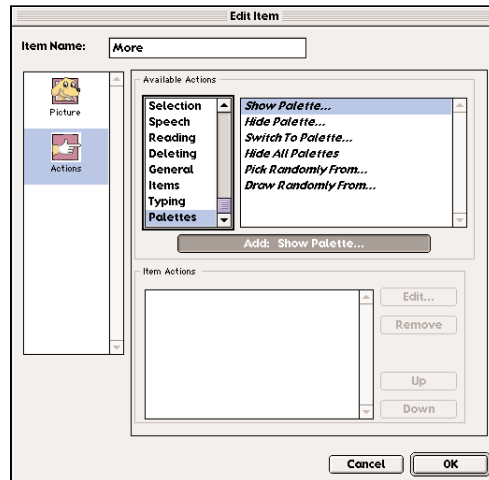 Edit Item
Item Name:
More
Picture
Actions
Available Actions
Selection
Speech
Reading
Deleting
General
Items
Typing
Palettes
Show Palette...
Hide Palette...
Switch To Palette...
Hide All Palettes
Pick Randomly From...
Draw Randomly From...
Add: Show Palette...
Item Actions
Edit...
Remove
Up
Down
Cancel
OK